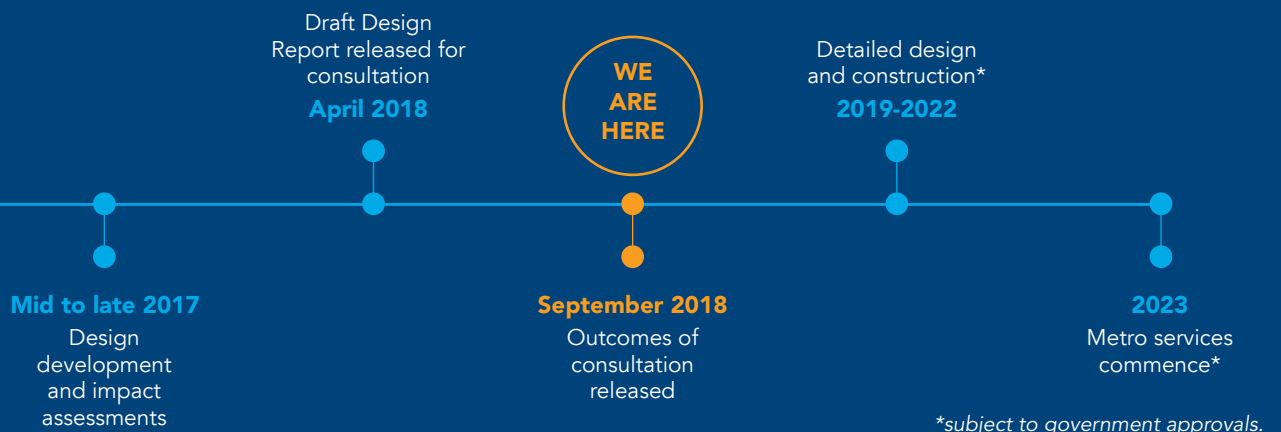 Draft Design
Report released for
consultation
April 2018
WE
ARE
HERE
Detailed design
and construction*
2019-2022
Mid to late 2017
Design
development
and impact
assessments
September 2018
Outcomes of
consultation
released
2023
Metro services
commence*
*subject to government approvals.